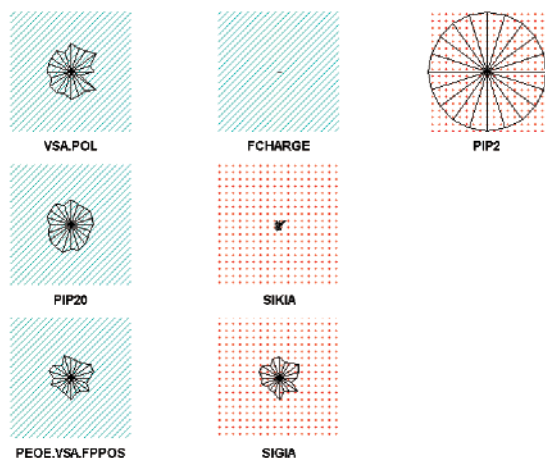 VSA.POL
FCHARGE
PIP2
PIP20
SIKIA
PEOE.VSA.FPPOS
SIGIA